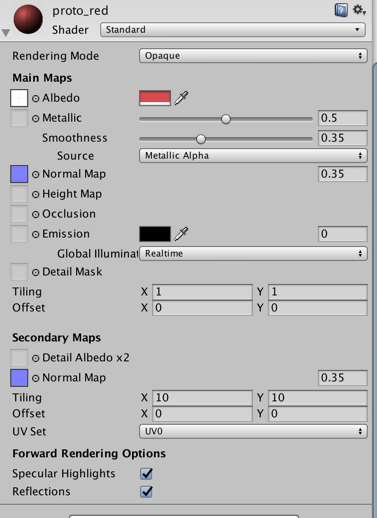 proto_red
Shader Standard
Rendering Mode Opaque
Main Maps
Albedo
Metallic 0.5
Smoothness 0.35
Source Metallic Alpha
Normal Map 0.35
Height Map
Occlusion
Emission 0
Global Illuminat Realtime
Detail Mask
Tiling X 1 Y 1
Offset X 0 Y 0
Secondary Maps
Detail Albedo x2
Normal Map 0.35
Tiling X 10 Y 10
Offset X 0 Y 0
UV Set UV0
Forward Rendering Options
Specular Highlights
Reflections